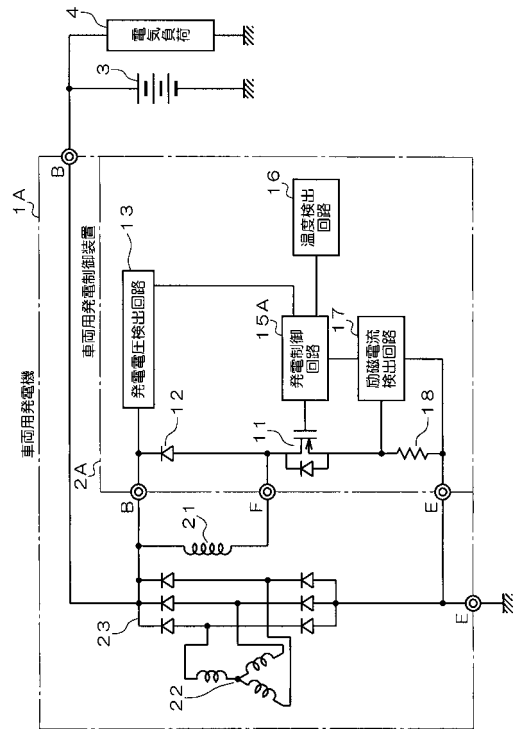 車両用発電機
1A
B
4
電気負荷
3
車両用発電制御装置
2A
13
発電電圧検出回路
12
B
16
温度検出
回路
15A
発電制御
回路
17
励磁電流
検出回路
11
18
F
E
21
23
22
E